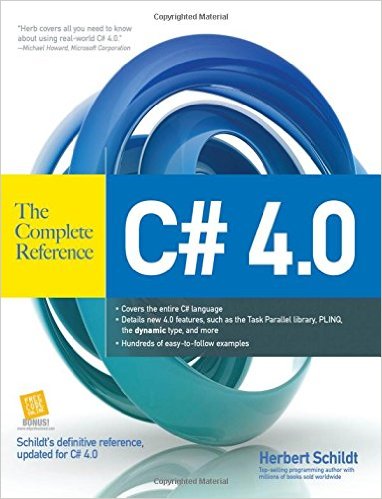 Copyrighted Material
"Herb covers all you need to know
about using real-world C# 4.0."
—Michael Howard, Microsoft Corporation
The
Complete
Reference
C# 4.0
• Covers the entire C# language
• Details new 4.0 features, such as the Task Parallel library, PLINQ,
the dynamic type, and more
• Hundreds of easy-to-follow examples
FREE
CODE
ONLINE
BONUS!
Schildt's definitive reference,
updated for C# 4.0
Herbert Schildt
Top-selling programming author with
millions of books sold worldwide
Copyrighted Material